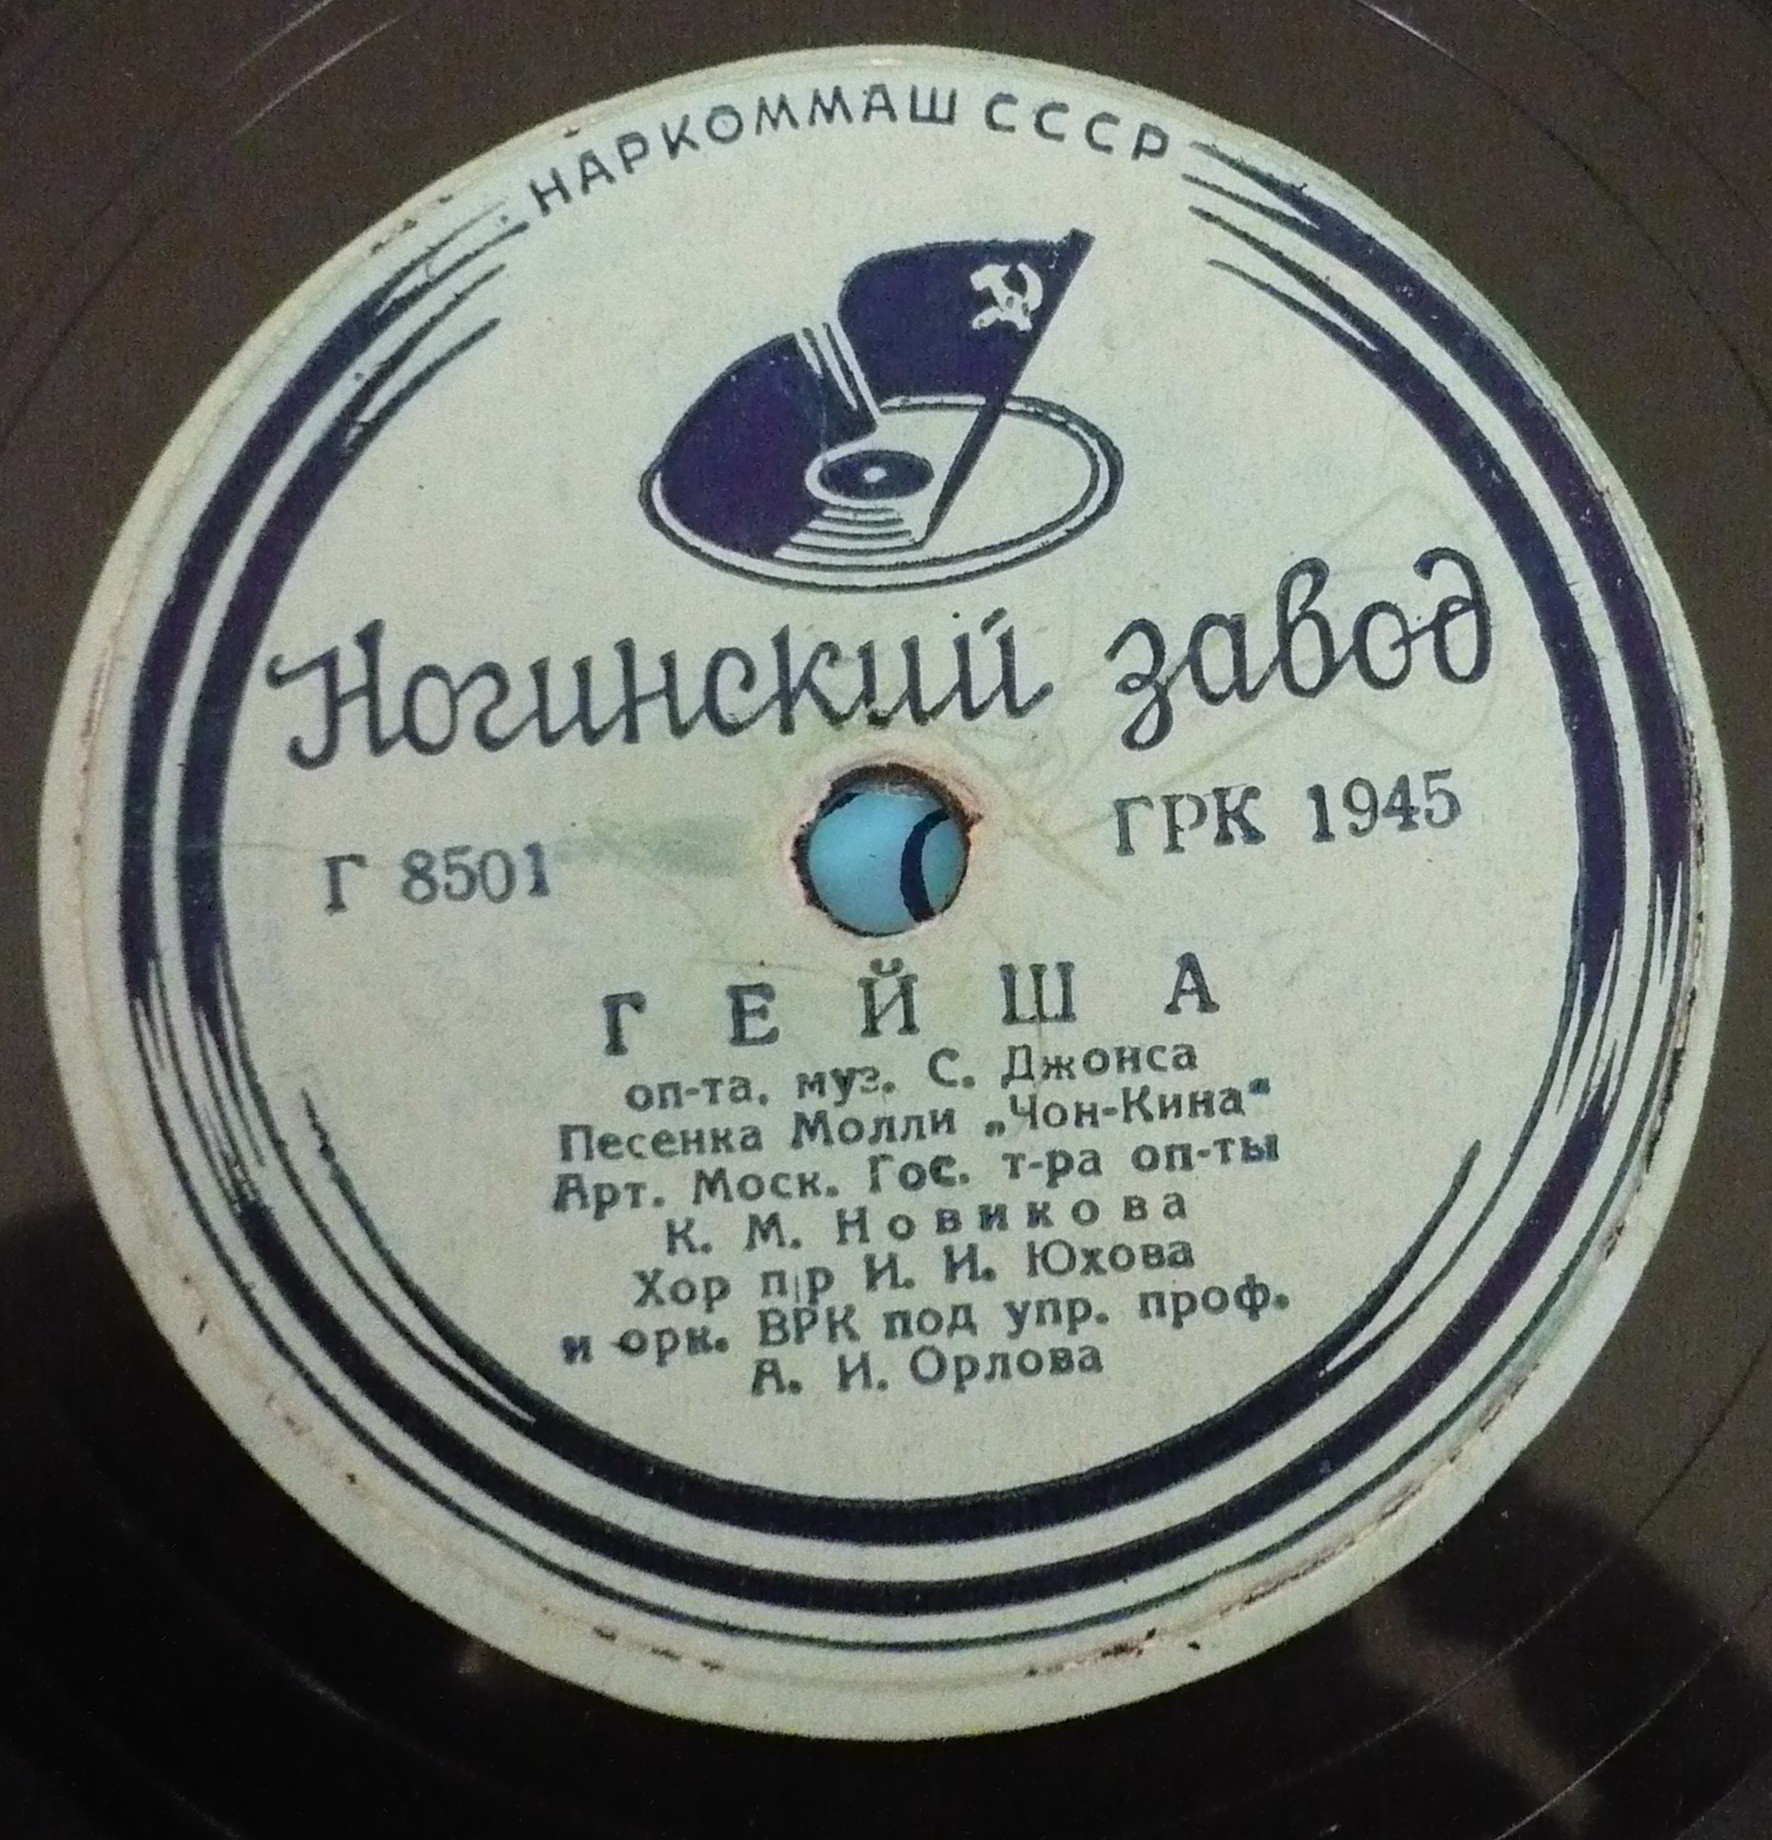 НАРКОММАШ СССР
Ногинский завод
Г 8501
ГРК 1945
ГЕЙША
оп-та. муз. С. Джонса
Песенка Молли „Чон-Кина“
Арт. Моск. Гос. т-ра оп-ты
К. М. Новикова
Хор п/р И. И. Юхова
и орк. ВРК под упр. проф.
А. И. Орлова